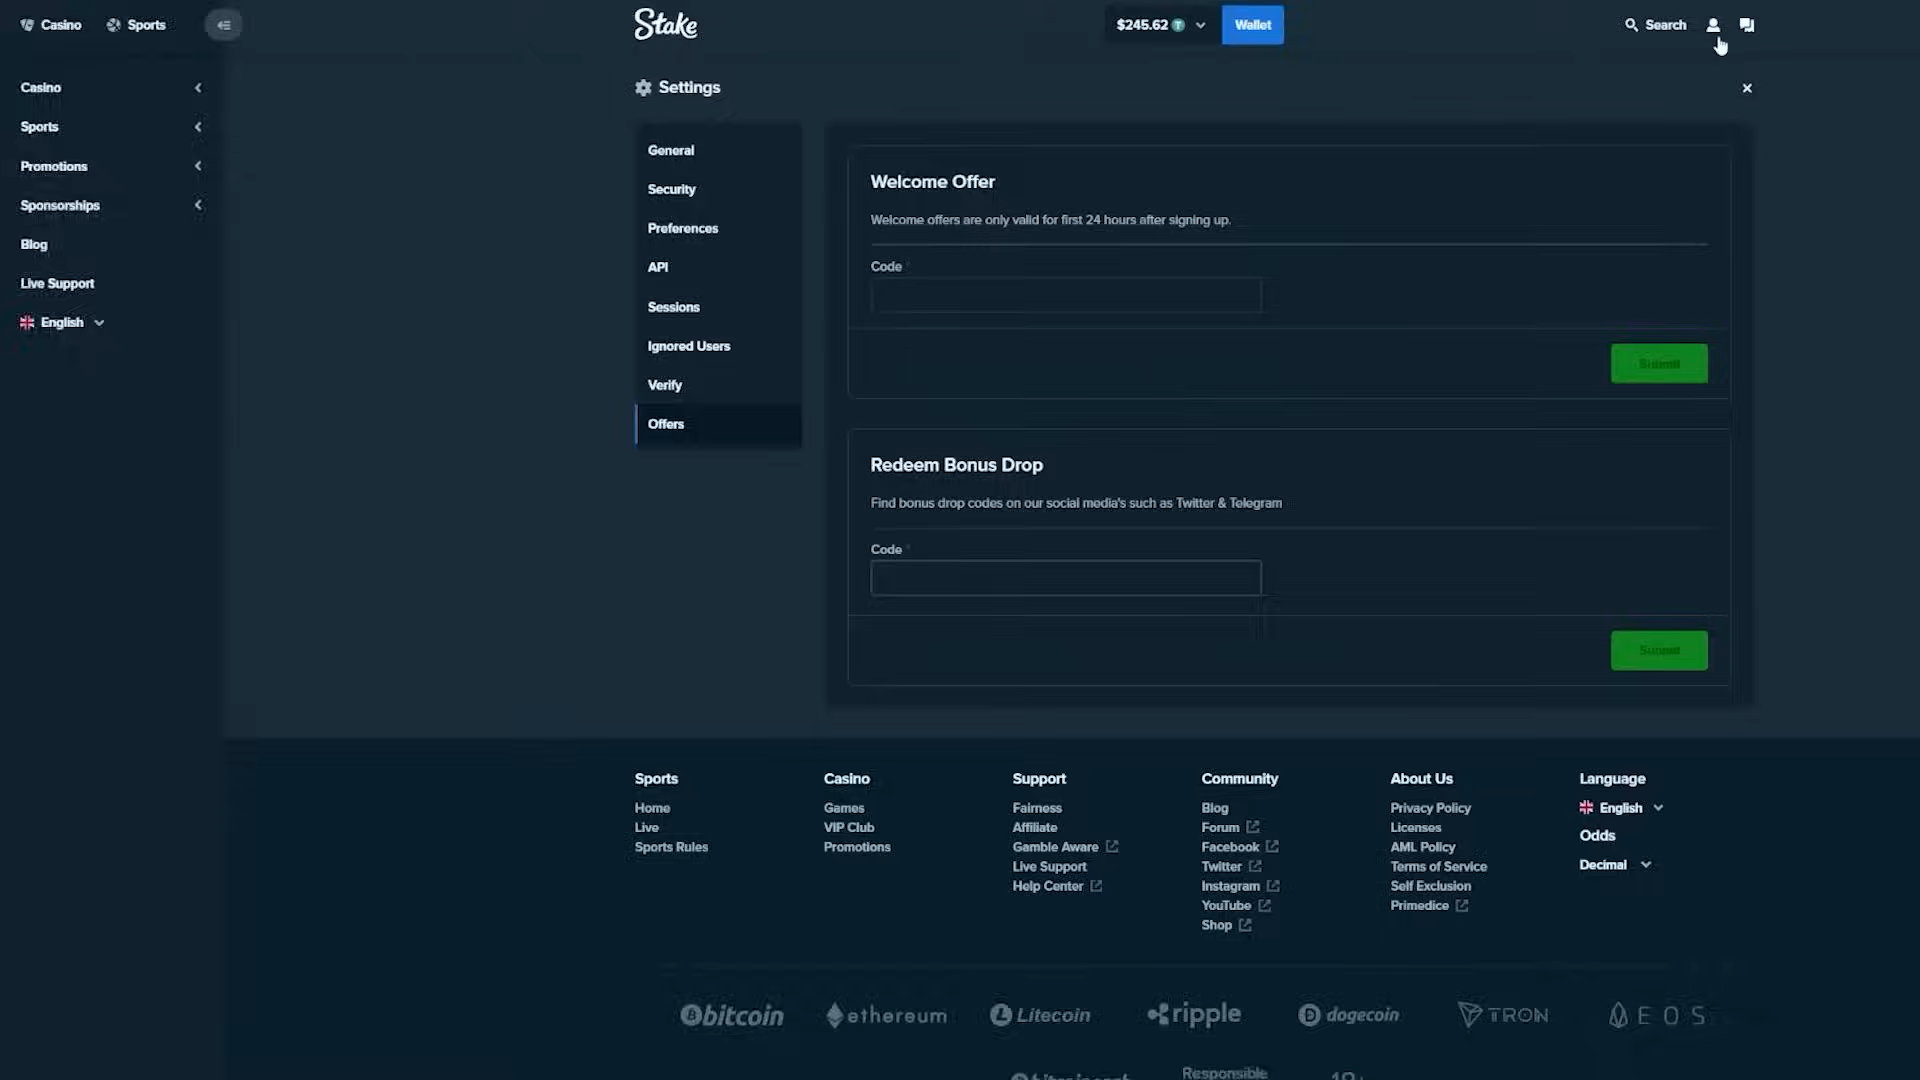 Casino
Sports
Stake
$245.62
Wallet
Search
Casino
Sports
Promotions
Sponsorships
Blog
Live Support
English
Settings
General
Security
Preferences
API
Sessions
Ignored Users
Verify
Offers
Welcome Offer
Welcome offers are only valid for first 24 hours after signing up.
Code *
Submit
Redeem Bonus Drop
Find bonus drop codes on our social media's such as Twitter & Telegram
Code *
Submit
Sports
Home
Live
Sports Rules
Casino
Games
VIP Club
Promotions
Support
Fairness
Affiliate
Gamble Aware
Live Support
Help Center
Community
Blog
Forum
Facebook
Twitter
Instagram
YouTube
Shop
About Us
Privacy Policy
Licenses
AML Policy
Terms of Service
Self Exclusion
Primedice
Language
English
Odds
Decimal
bitcoin
ethereum
Litecoin
ripple
dogecoin
TRON
EOS
Responsible
18+